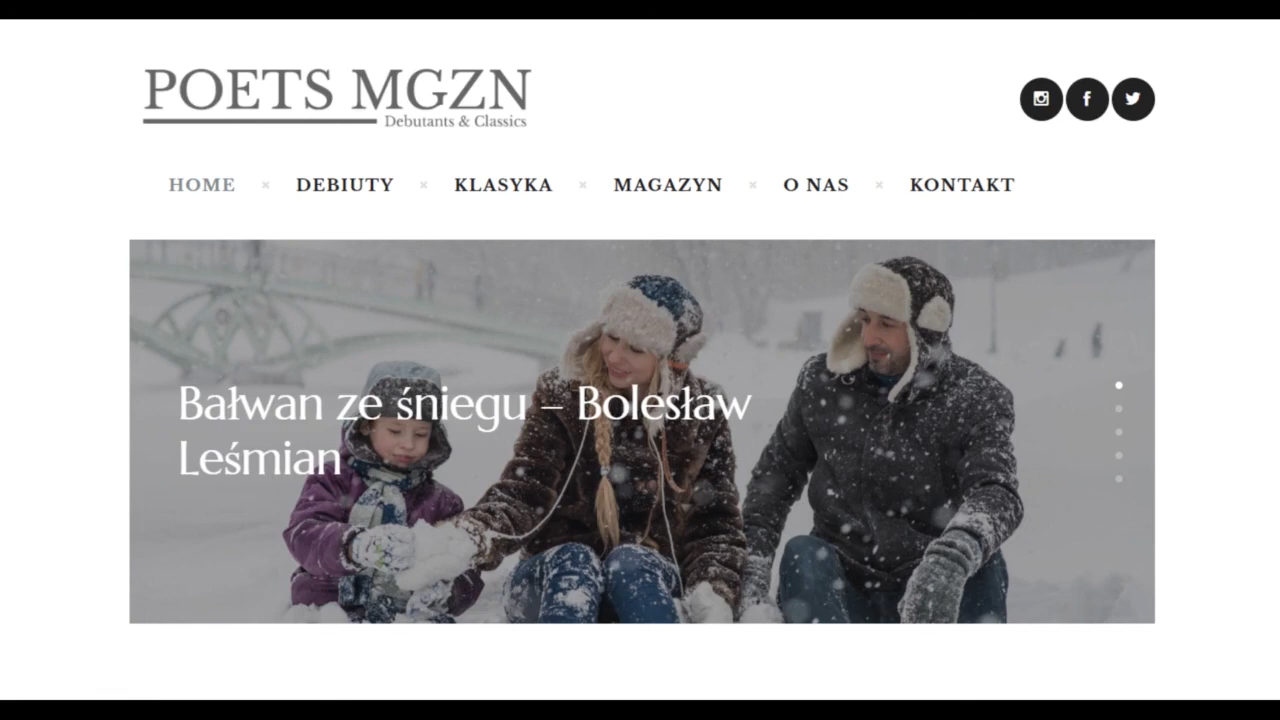 POETS MGZN
Debutants & Classics
HOME × DEBIUTY × KLASYKA × MAGAZYN × O NAS × KONTAKT
Bałwan ze śniegu – Bolesław
Leśmian